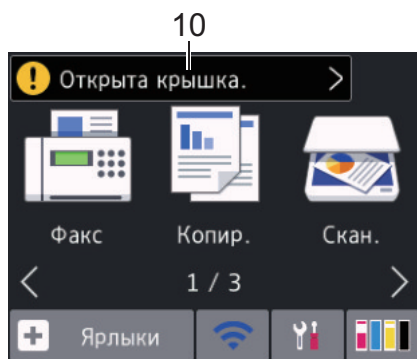 10
Открыта крышка.
Факс Копир. Скан.
1 / 3
Ярлыки